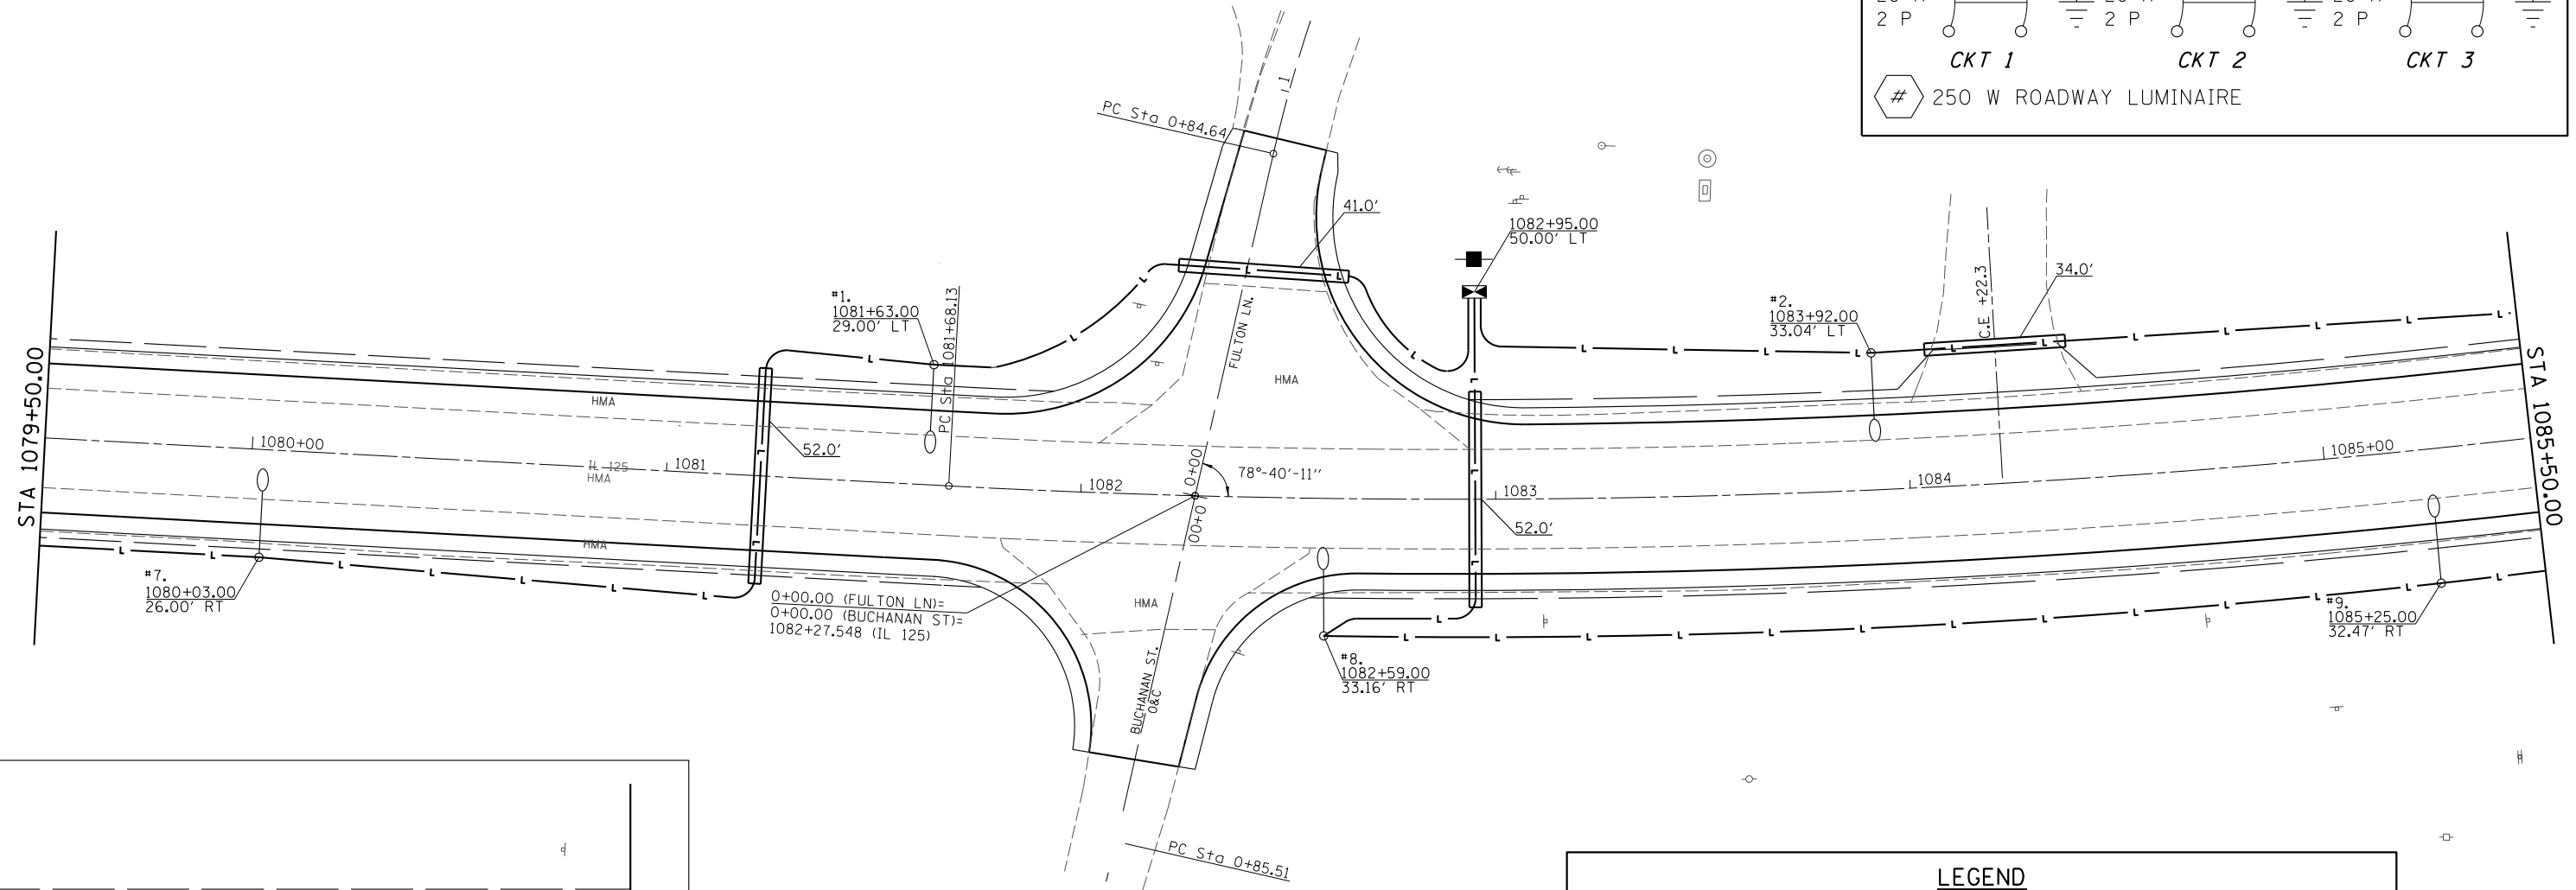 2 P
2 P
2 P
CKT 1
CKT 2
CKT 3
# 250 W ROADWAY LUMINAIRE
1
PC Sta 0+84.64
41.0'
1082+95.00
50.00' LT
C.E +22.3
34.0'
#1.
1081+63.00
29.00' LT
PC Sta 1081+68.13
FULTON LN.
#2.
1083+92.00
33.04' LT
STA 1079+50.00
STA 1085+50.00
HMA
HMA
1080+00
IL 125
HMA
1081
52.0'
1082
0+00
0+00
78°-40'-11''
1083
1084
1085+00
52.0'
HMA
HMA
#7.
1080+03.00
26.00' RT
0+00.00 (FULTON LN)=
0+00.00 (BUCHANAN ST)=
1082+27.548 (IL 125)
#8.
1082+59.00
33.16' RT
#9.
1085+25.00
32.47' RT
BUCHANAN ST.
O&C
PC Sta 0+85.51
LEGEND